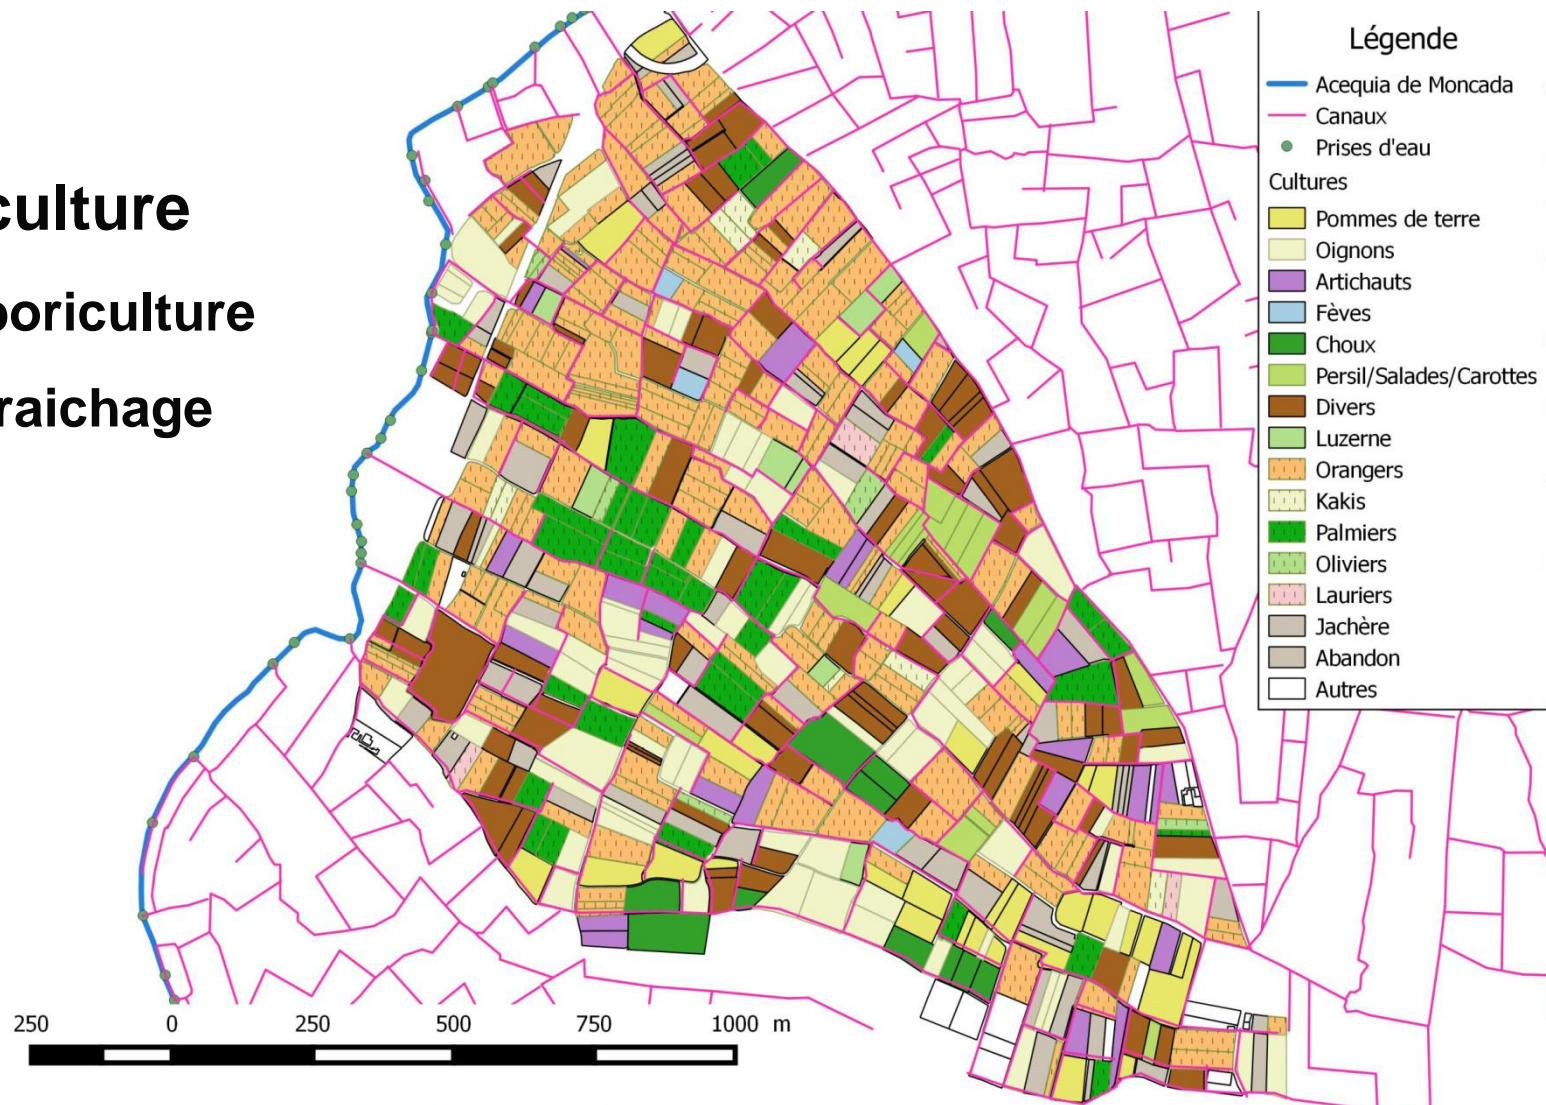 culture
boriculture
raichage
Légende
Acequia de Moncada
Canaux
Prises d'eau
Cultures
Pommes de terre
Oignons
Artichauts
Fèves
Choux
Persil/Salades/Carottes
Divers
Luzerne
Orangers
Kakis
Palmiers
Oliviers
Lauriers
Jachère
Abandon
Autres
250 0 250 500 750 1000 m